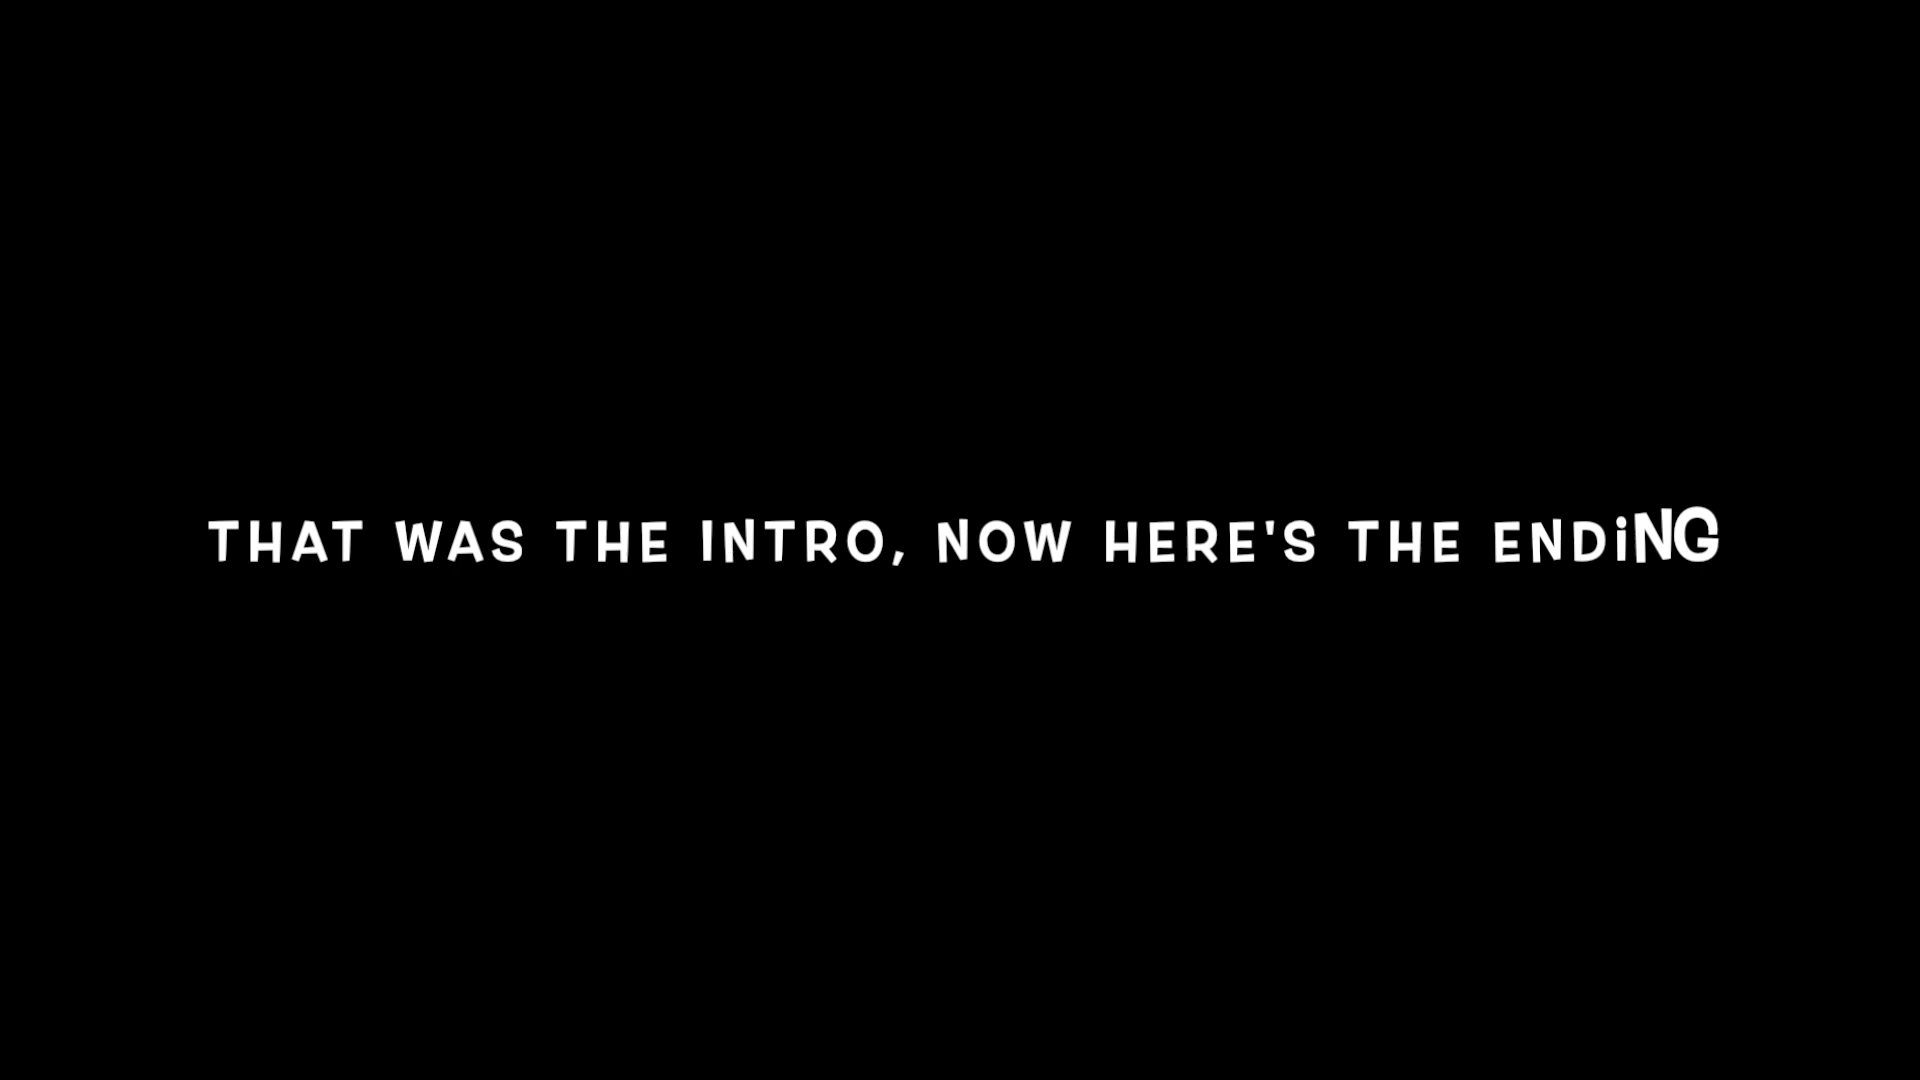 THAT WAS THE INTRO, NOW HERE'S THE ENDiNG